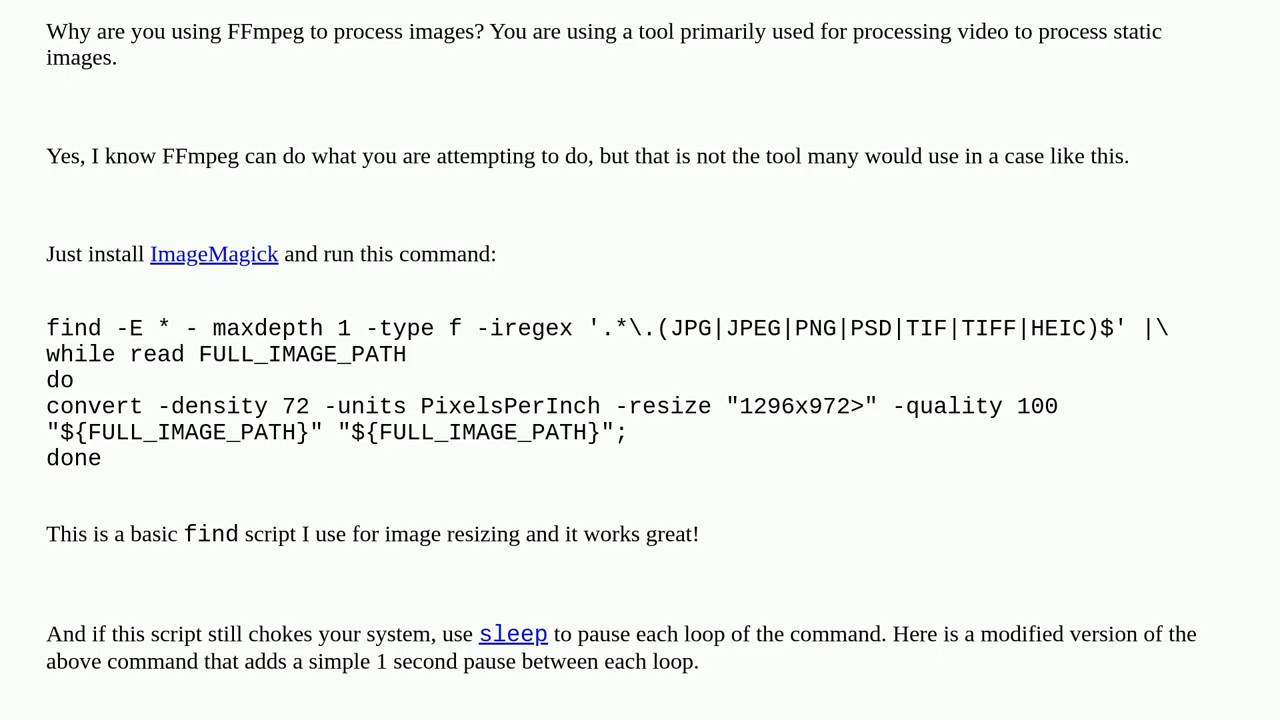 Why are you using FFmpeg to process images? You are using a tool primarily used for processing video to process static
images.
Yes, I know FFmpeg can do what you are attempting to do, but that is not the tool many would use in a case like this.
Just install ImageMagick and run this command:
find -E * - maxdepth 1 -type f -iregex '.*\.(JPG|JPEG|PNG|PSD|TIF|TIFF|HEIC)$' |\
while read FULL_IMAGE_PATH
do
convert -density 72 -units PixelsPerInch -resize "1296x972>" -quality 100
"${FULL_IMAGE_PATH}" "${FULL_IMAGE_PATH}";
done
This is a basic find script I use for image resizing and it works great!
And if this script still chokes your system, use sleep to pause each loop of the command. Here is a modified version of the
above command that adds a simple 1 second pause between each loop.